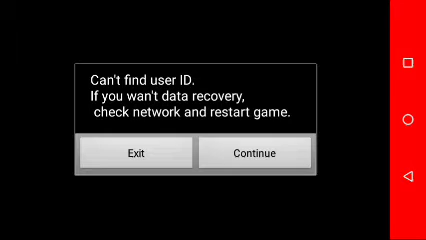 Can't find user ID.
If you wan't data recovery,
check network and restart game.
Exit
Continue